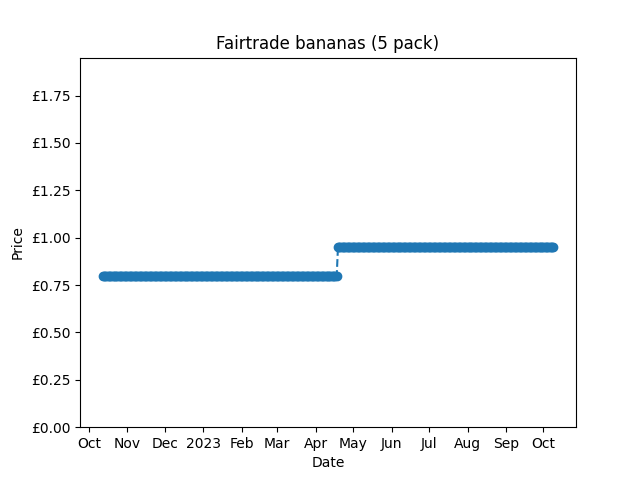 Fairtrade bananas (5 pack)
£1.75
£1.50
£1.25
£1.00
£0.75
£0.50
£0.25
£0.00
Price
Oct Nov Dec 2023 Feb Mar Apr May Jun Jul Aug Sep Oct
Date